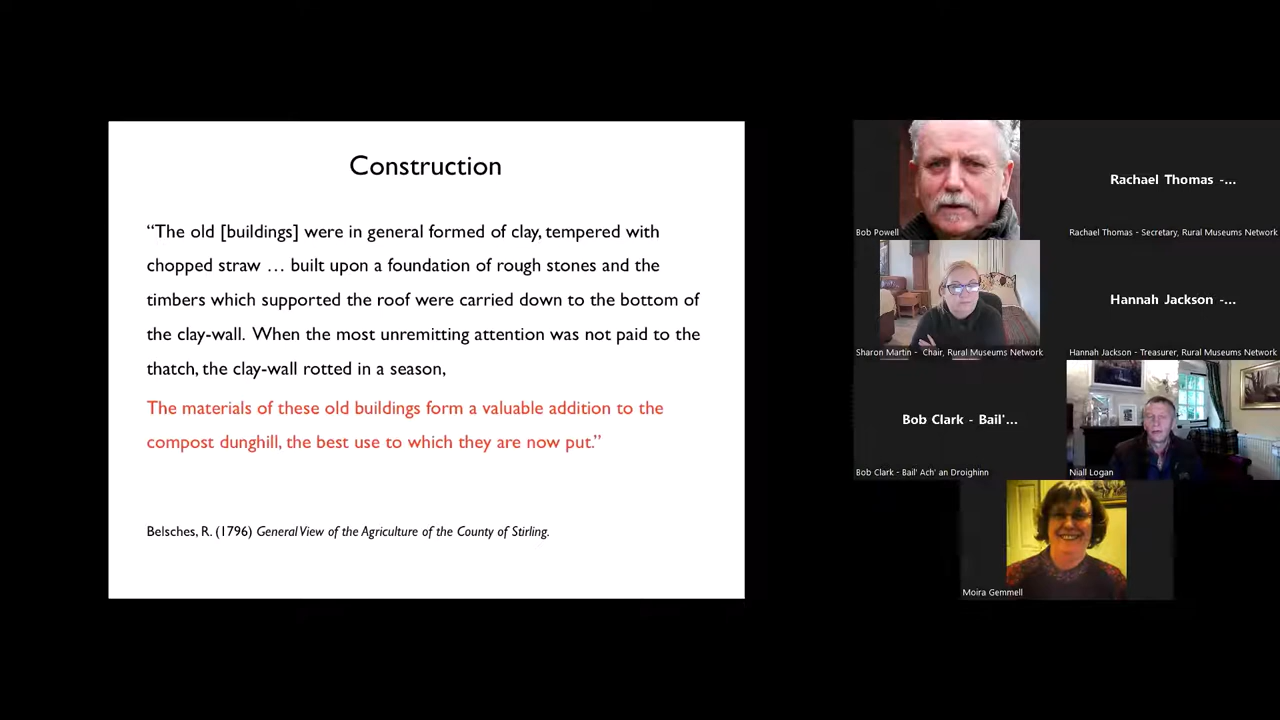 Construction
“The old [buildings] were in general formed of clay, tempered with
chopped straw … built upon a foundation of rough stones and the
timbers which supported the roof were carried down to the bottom of
the clay-wall. When the most unremitting attention was not paid to the
thatch, the clay-wall rotted in a season,
The materials of these old buildings form a valuable addition to the
compost dunghill, the best use to which they are now put.”
Belsches, R. (1796) General View of the Agriculture of the County of Stirling.
Bob Powell
Rachael Thomas -...
Rachael Thomas - Secretary, Rural Museums Network
Sharon Martin - Chair, Rural Museums Network
Hannah Jackson -...
Hannah Jackson - Treasurer, Rural Museums Network
Bob Clark - Bail'...
Bob Clark - Bail' Ach' an Droighinn
Niall Logan
Moira Gemmell